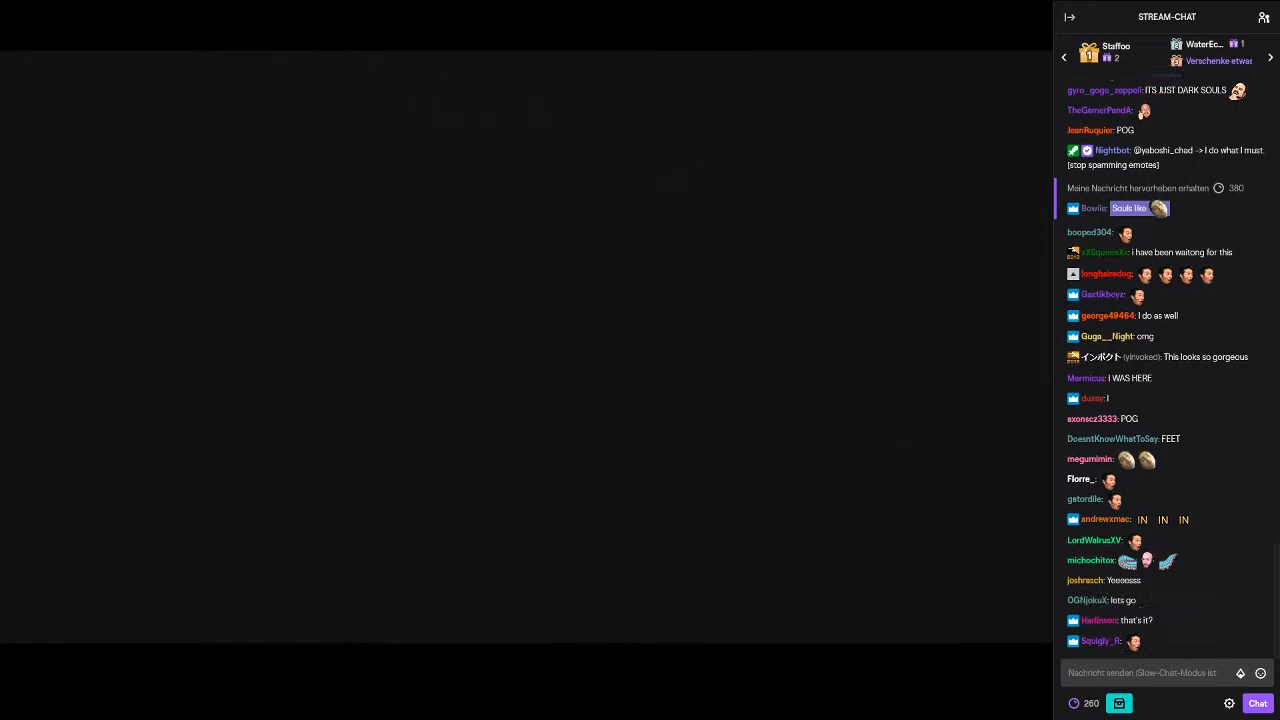 STREAM-CHAT
Staffoo
2
WaterEc... 1
Verschenke etwas
gyro_gogo_zeppeli: ITS JUST DARK SOULS
TheGamerPandA:
JeanRuquier: POG
Nightbot: @yaboshi_chad -> I do what I must.
[stop spamming emotes]
Meine Nachricht hervorheben erhalten 380
Bowiie: Souls like
booped304:
xXSqueeXx: i have been waitong for this
longhairedog:
Gaztikboyz:
george49464: I do as well
Guga__Night: omg
インボクト (yinvoked): This looks so gorgeous
Mermicus: I WAS HERE
duzay: I
axonscz3333: POG
DoesntKnowWhatToSay: FEET
megumimin:
Florre_:
gatordile:
andrewxmac: IN IN IN
LordWalrusXV:
michochitox:
joshrasch: Yeeeesss
OGNjokuX: lets go
Harlinson: that's it?
Squigly_R:
Nachricht senden (Slow-Chat-Modus ist
260
Chat